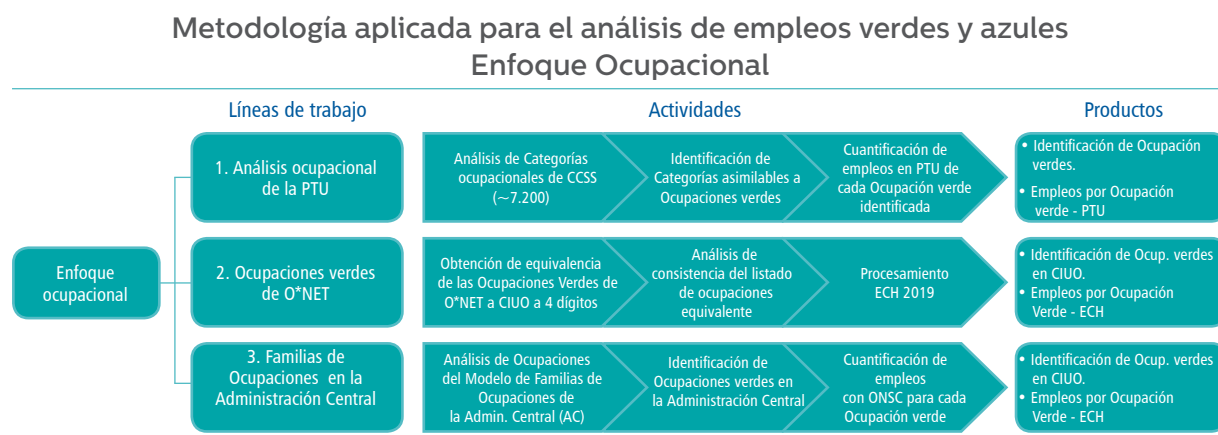 Metodología aplicada para el análisis de empleos verdes y azules
Enfoque Ocupacional
Líneas de trabajo
Actividades
Productos
Enfoque
ocupacional
1. Análisis ocupacional
de la PTU
Análisis de Categorías
ocupacionales de CCSS
(~7.200)
Identificación de
Categorías asimilables a
Ocupaciones verdes
Cuantificación de
empleos en PTU de
cada Ocupación verde
identificada
• Identificación de Ocupación
verdes.
• Empleos por Ocupación
verde - PTU
2. Ocupaciones verdes
de O*NET
Obtención de equivalencia
de las Ocupaciones Verdes de
O*NET a CIUO a 4 dígitos
Análisis de
consistencia del listado
de ocupaciones
equivalente
Procesamiento
ECH 2019
• Identificación de Ocup. verdes
en CIUO.
• Empleos por Ocupación
Verde - ECH
3. Familias de
Ocupaciones en la
Administración Central
Análisis de Ocupaciones
del Modelo de Familias de
Ocupaciones de
la Admin. Central (AC)
Identificación de
Ocupaciones verdes en
la Administración Central
Cuantificación de
empleos
con ONSC para cada
Ocupación verde
• Identificación de Ocup. verdes
en CIUO.
• Empleos por Ocupación
Verde - ECH